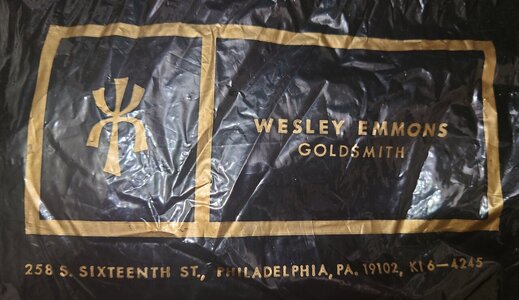 WESLEY EMMONS
GOLDSMITH
258 S. SIXTEENTH ST., PHILADELPHIA, PA. 19102, KI 6-4245